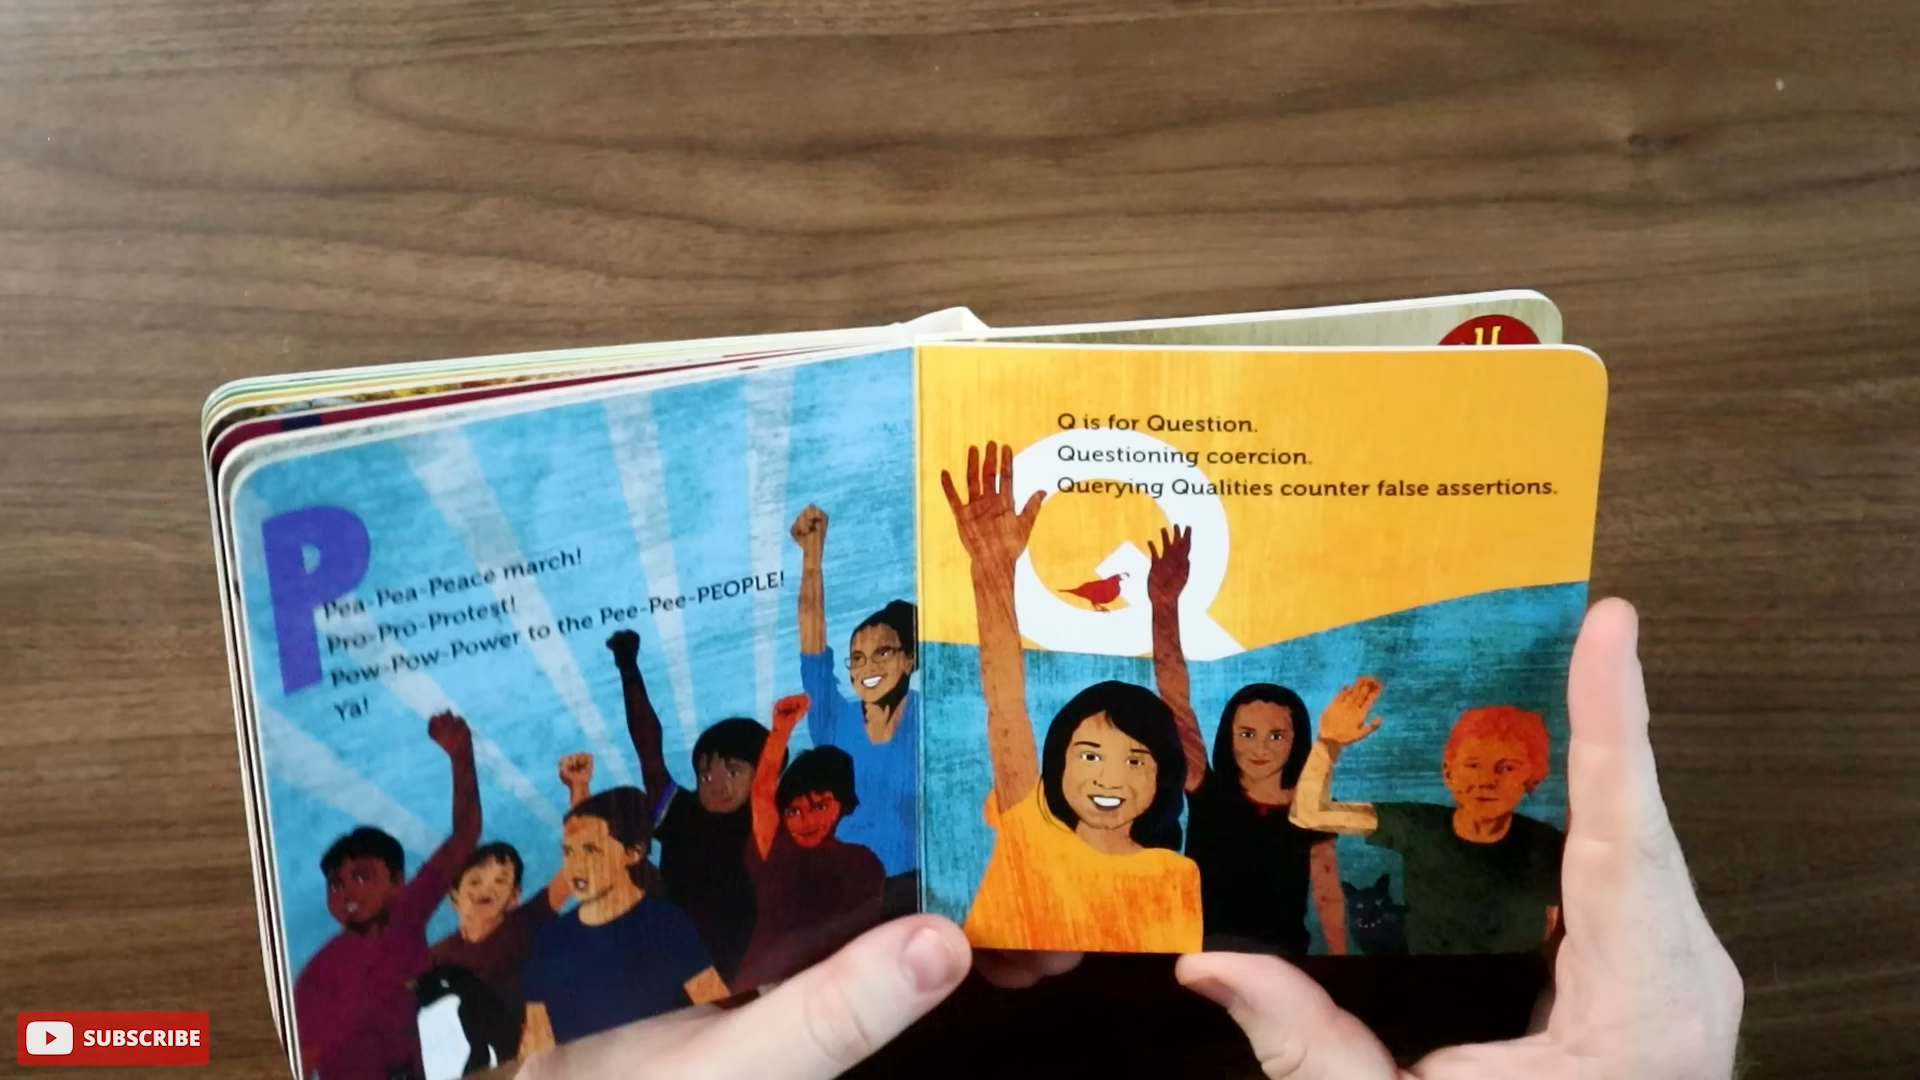 P
Pea-Pea-Peace march!
Pro-Pro-Protest!
Pow-Pow-Power to the Pee-Pee-PEOPLE!
Ya!
Q is for Question.
Questioning coercion.
Querying Qualities counter false assertions.
Q
SUBSCRIBE